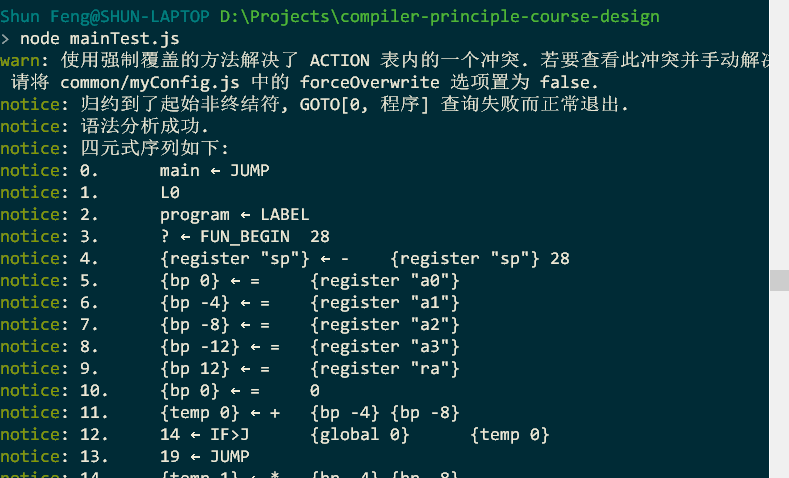 Shun Feng@SHUN-LAPTOP D:\Projects\compiler-principle-course-design
> node mainTest.js
warn: 使用强制覆盖的方法解决了 ACTION 表内的一个冲突. 若要查看此冲突并手动解决
请将 common/myConfig.js 中的 forceOverwrite 选项置为 false.
notice: 归约到了起始非终结符, GOTO[0, 程序] 查询失败而正常退出.
notice: 语法分析成功.
notice: 四元式序列如下:
notice: 0. main ← JUMP
notice: 1. L0
notice: 2. program ← LABEL
notice: 3. ? ← FUN_BEGIN 28
notice: 4. {register "sp"} ← - {register "sp"} 28
notice: 5. {bp 0} ← = {register "a0"}
notice: 6. {bp -4} ← = {register "a1"}
notice: 7. {bp -8} ← = {register "a2"}
notice: 8. {bp -12} ← = {register "a3"}
notice: 9. {bp 12} ← = {register "ra"}
notice: 10. {bp 0} ← = 0
notice: 11. {temp 0} ← + {bp -4} {bp -8}
notice: 12. 14 ← IF>J {global 0} {temp 0}
notice: 13. 19 ← JUMP
notice: 14. {temp 1} ← * {bp -4} {bp -8}